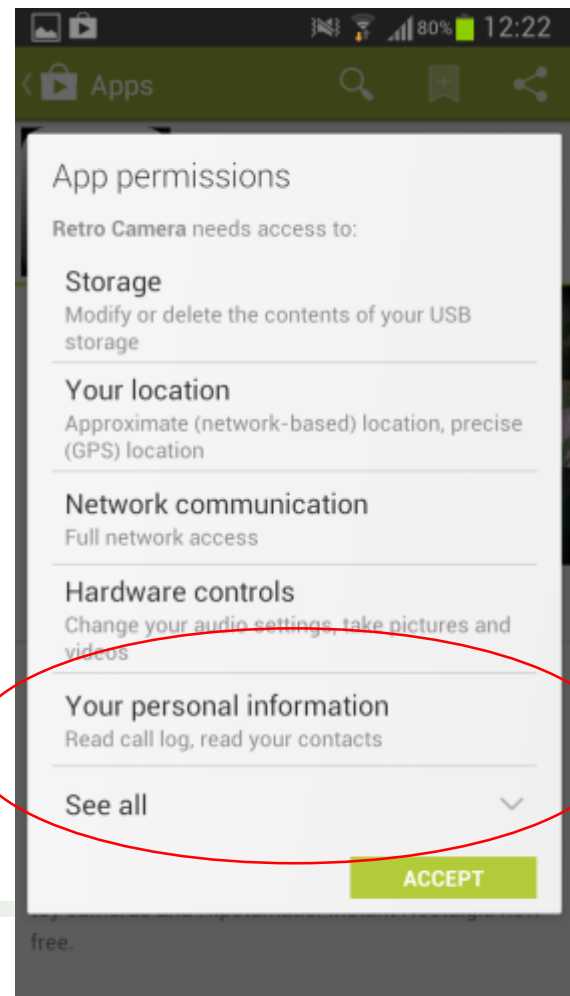 80% 12:22
Apps
App permissions
Retro Camera needs access to:
Storage
Modify or delete the contents of your USB
storage
Your location
Approximate (network-based) location, precise
(GPS) location
Network communication
Full network access
Hardware controls
Change your audio settings, take pictures and
videos
Your personal information
Read call log, read your contacts
See all
ACCEPT
free.